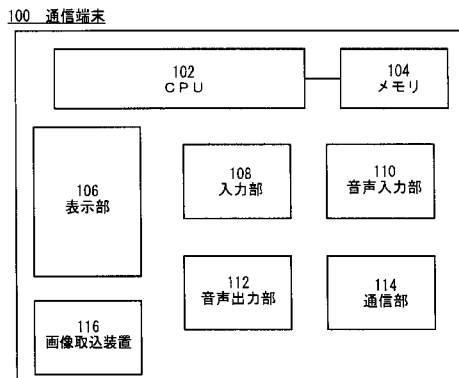 100 通信端末
102
CPU
104
メモリ
106
表示部
108
入力部
110
音声入力部
112
音声出力部
114
通信部
116
画像取込装置